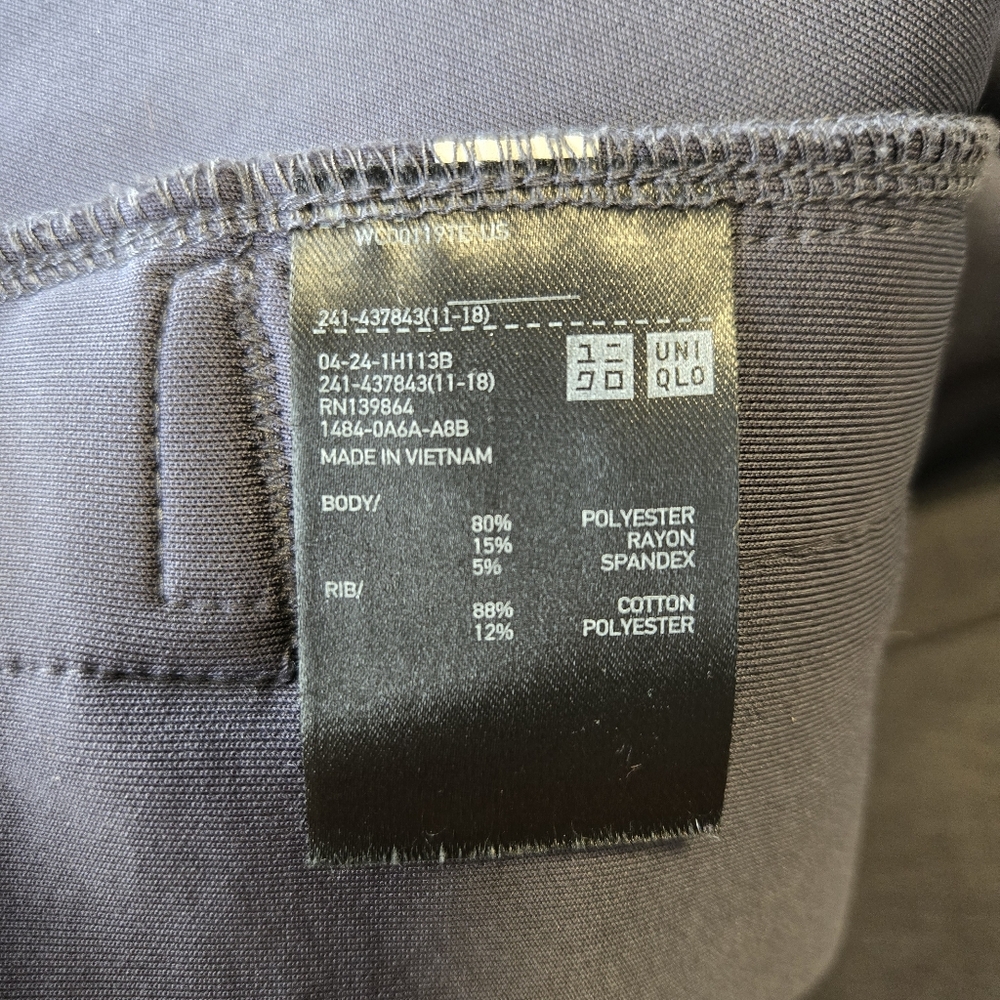 241-437843(11-18)
04-24-1H113B
241-437843(11-18)
RN139864
1484-0A6A-A8B
MADE IN VIETNAM
ユニ
クロ
UNI
QLO
BODY/
80% POLYESTER
15% RAYON
5% SPANDEX
RIB/
88% COTTON
12% POLYESTER